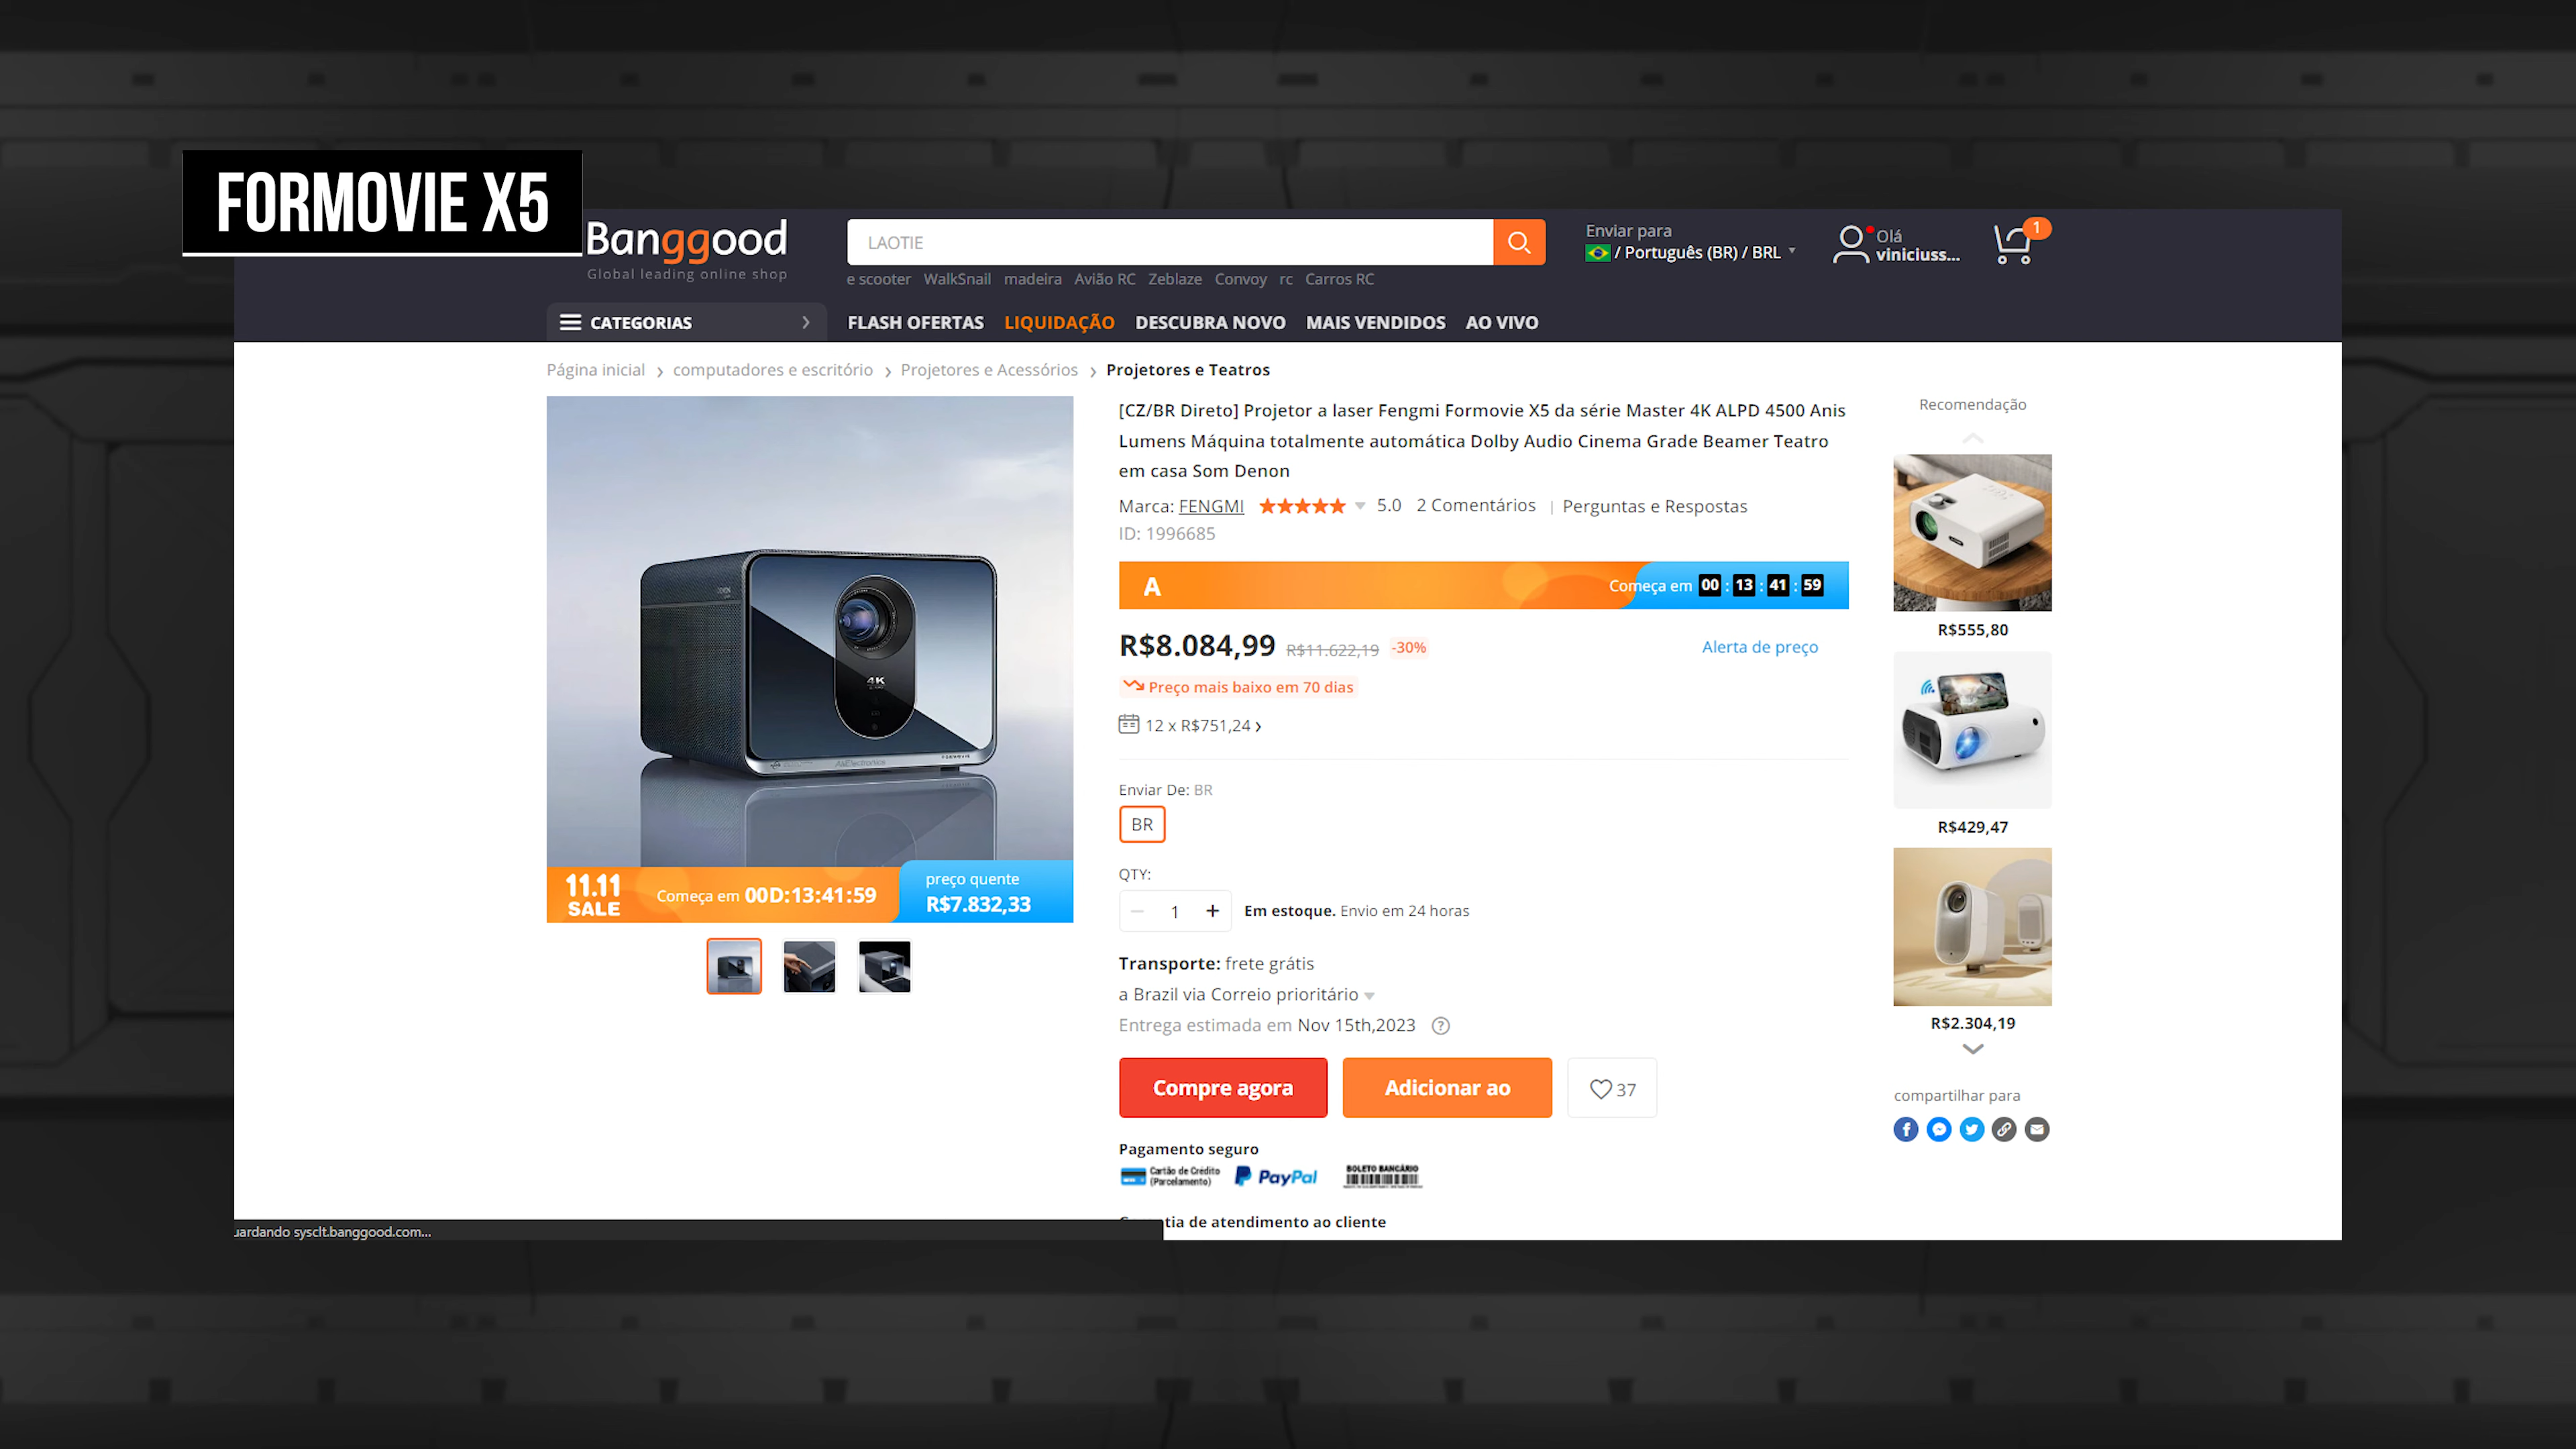 FORMOVIE X5
Banggood
Global leading online shop
LAOTIE
e scooter WalkSnail madeira Avião RC Zeblaze Convoy rc Carros RC
Enviar para
/ Português (BR) / BRL
Olá
viniciuss...
1
CATEGORIAS
FLASH OFERTAS LIQUIDAÇÃO DESCUBRA NOVO MAIS VENDIDOS AO VIVO
Página inicial › computadores e escritório › Projetores e Acessórios › Projetores e Teatros
[CZ/BR Direto] Projetor a laser Fengmi Formovie X5 da série Master 4K ALPD 4500 Anis
Lumens Máquina totalmente automática Dolby Audio Cinema Grade Beamer Teatro
em casa Som Denon
Marca: FENGMI 5.0 2 Comentários | Perguntas e Respostas
ID: 1996685
A Começa em 00 : 13 : 41 : 59
R$8.084,99 R$11.622,19 -30% Alerta de preço
Preço mais baixo em 70 dias
12 x R$751,24 ›
Enviar De: BR
BR
QTY:
− 1 + Em estoque. Envio em 24 horas
Transporte: frete grátis
a Brazil via Correio prioritário
Entrega estimada em Nov 15th,2023 ?
Compre agora
Adicionar ao
37
Pagamento seguro
Cartão de Crédito
(Parcelamento)
PayPal
BOLETO BANCÁRIO
tia de atendimento ao cliente
DENON
4K
AliElectronics
FORMOVIE
11.11
SALE
Começa em 00D:13:41:59
preço quente
R$7.832,33
Recomendação
R$555,80
R$429,47
R$2.304,19
compartilhar para
uardando sysclt.banggood.com...